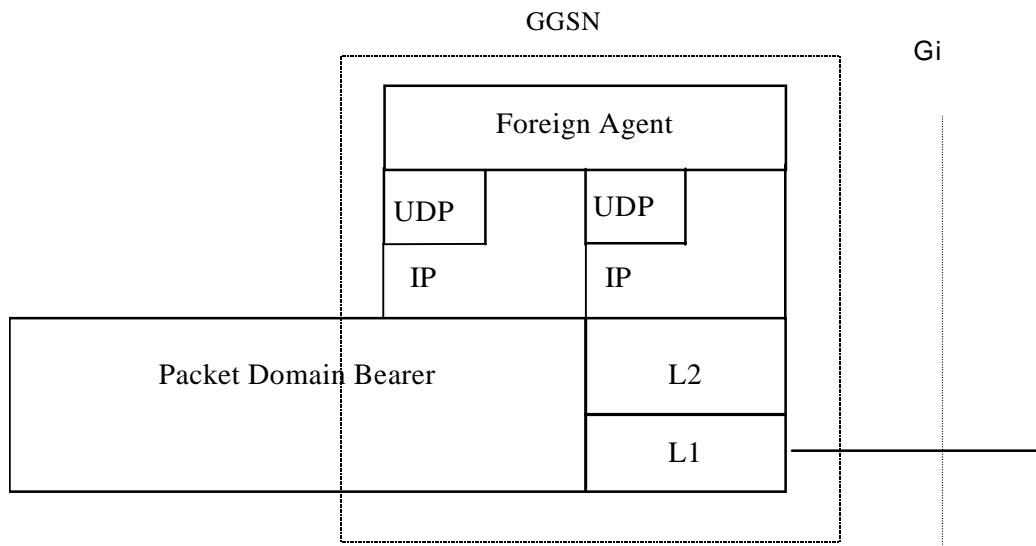 GGSN
Gi
Foreign Agent
UDP UDP
IP IP
Packet Domain Bearer L2
L1